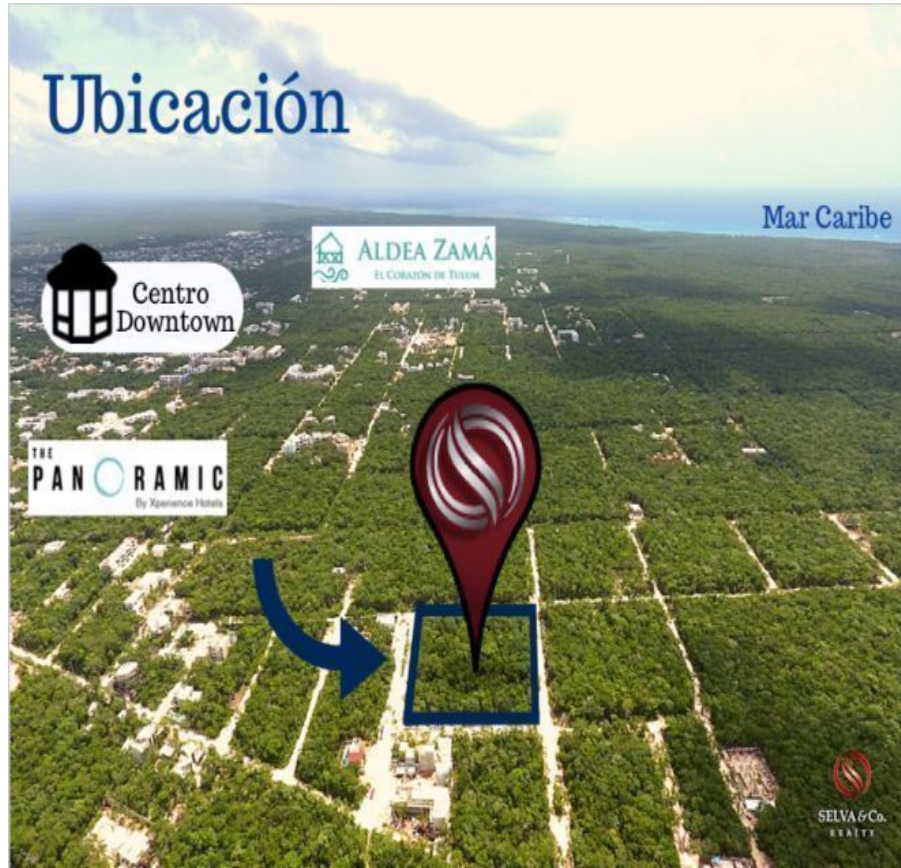 Ubicación
Mar Caribe
ALDEA ZAMÁ
EL CORAZÓN DE TULUM
Centro
Downtown
THE
PANORAMIC
By Xperience Hotels
SELVA & Co.
REALTY